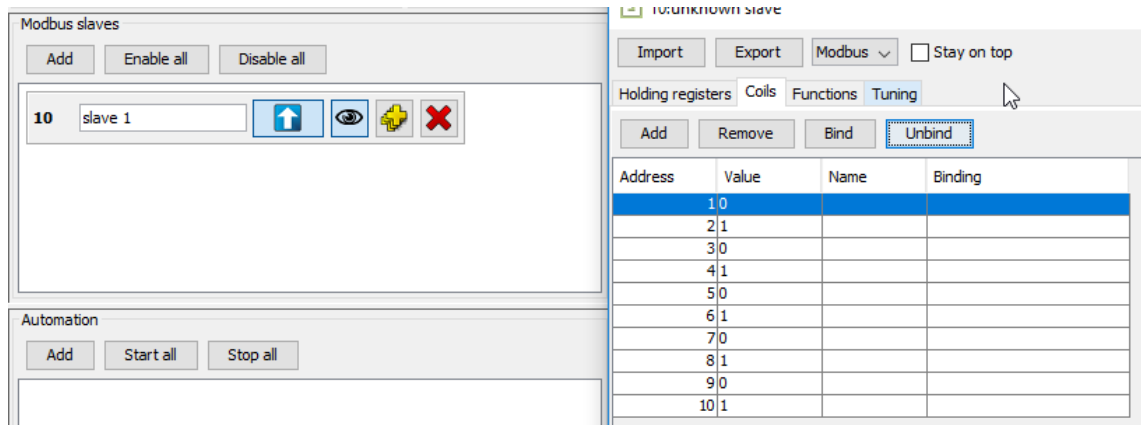 Modbus slaves
Add Enable all Disable all
10 slave 1
Automation
Add Start all Stop all
10:unknown slave
Import Export Modbus Stay on top
Holding registers Coils Functions Tuning
Add Remove Bind Unbind
Address Value Name Binding
1 0
2 1
3 0
4 1
5 0
6 1
7 0
8 1
9 0
10 1